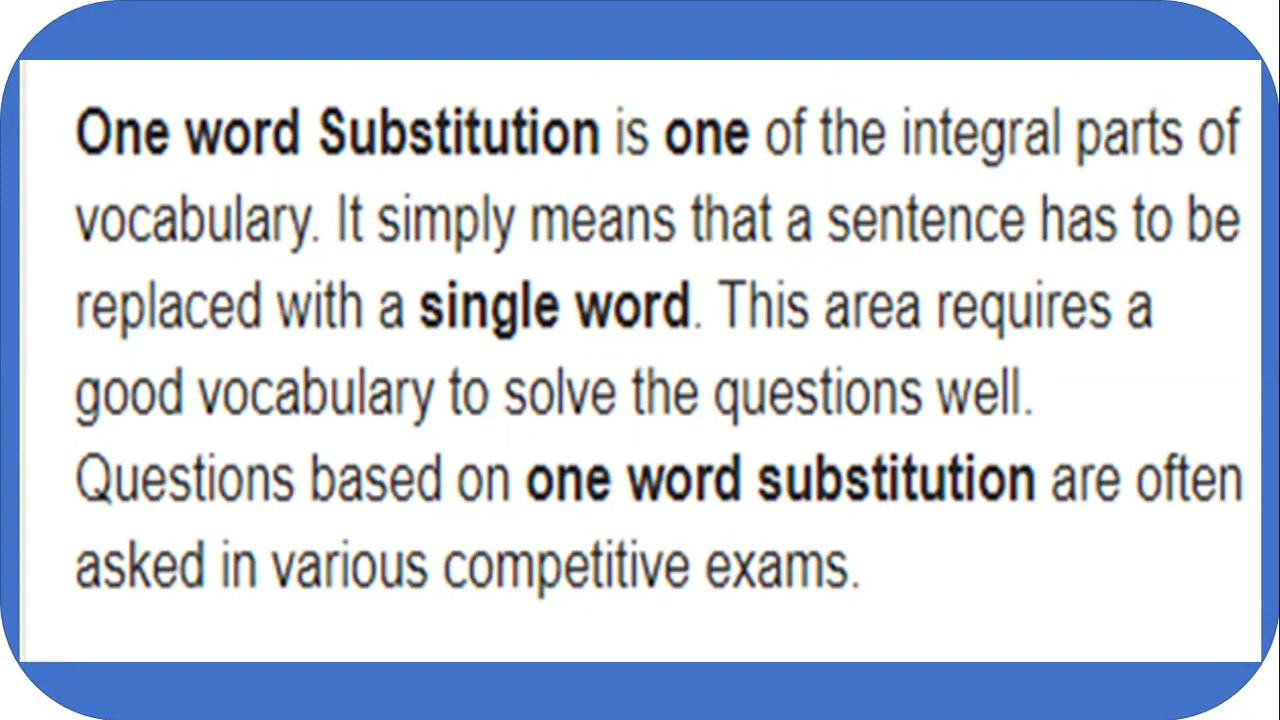 One word Substitution is one of the integral parts of
vocabulary. It simply means that a sentence has to be
replaced with a single word. This area requires a
good vocabulary to solve the questions well.
Questions based on one word substitution are often
asked in various competitive exams.